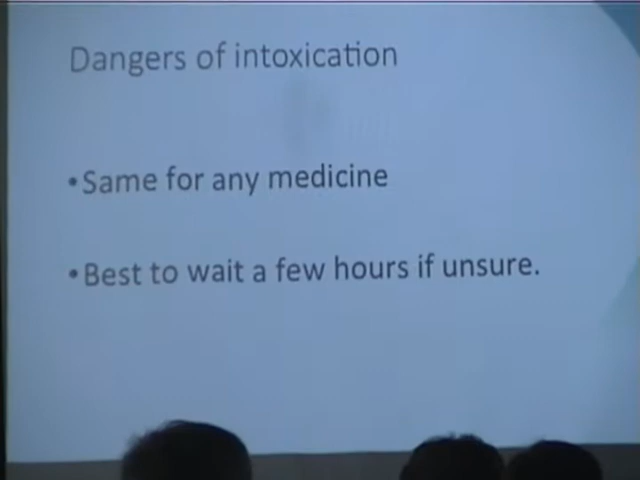 Dangers of intoxication
• Same for any medicine
• Best to wait a few hours if unsure.